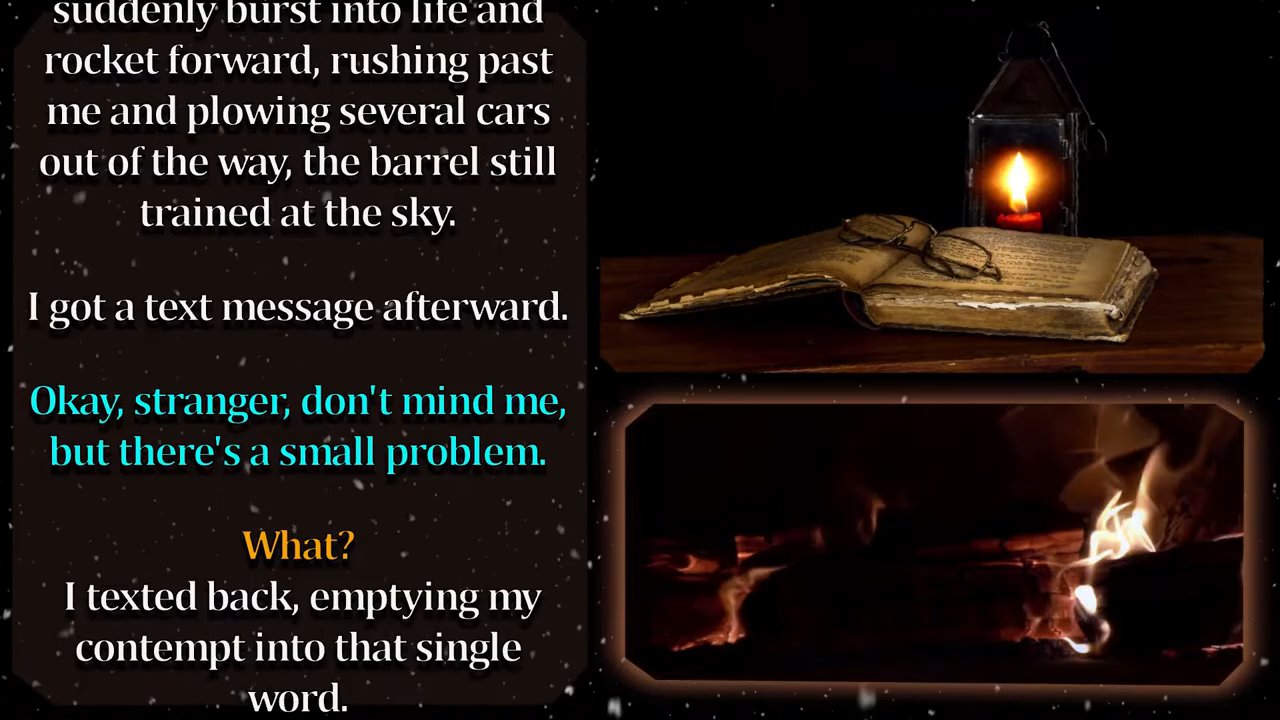 suddenly burst into life and
rocket forward, rushing past
me and plowing several cars
out of the way, the barrel still
trained at the sky.
I got a text message afterward.
Okay, stranger, don't mind me,
but there's a small problem.
What?
I texted back, emptying my
contempt into that single
word.